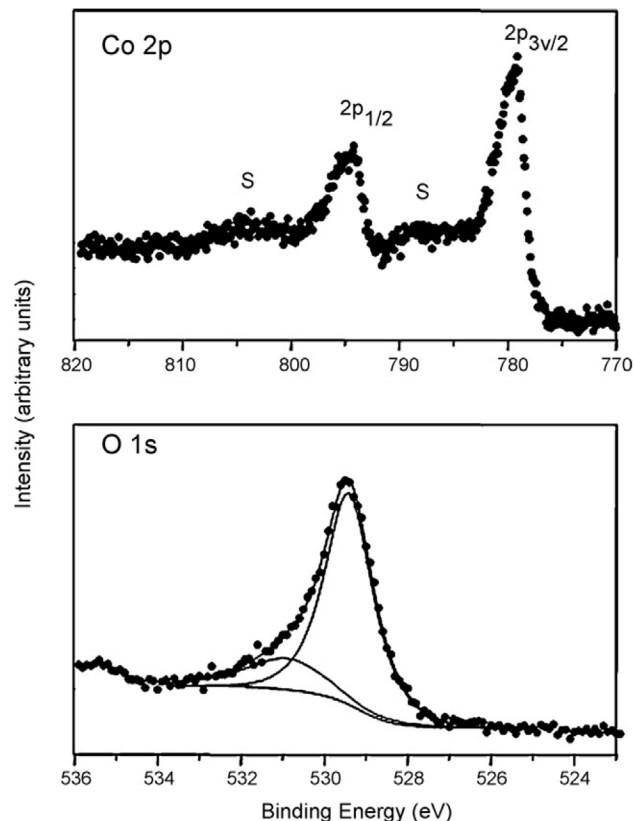 Co 2p
2p3v/2
2p1/2
S
S
820 810 800 790 780 770
Intensity (arbitrary units)
O 1s
536 534 532 530 528 526 524
Binding Energy (eV)